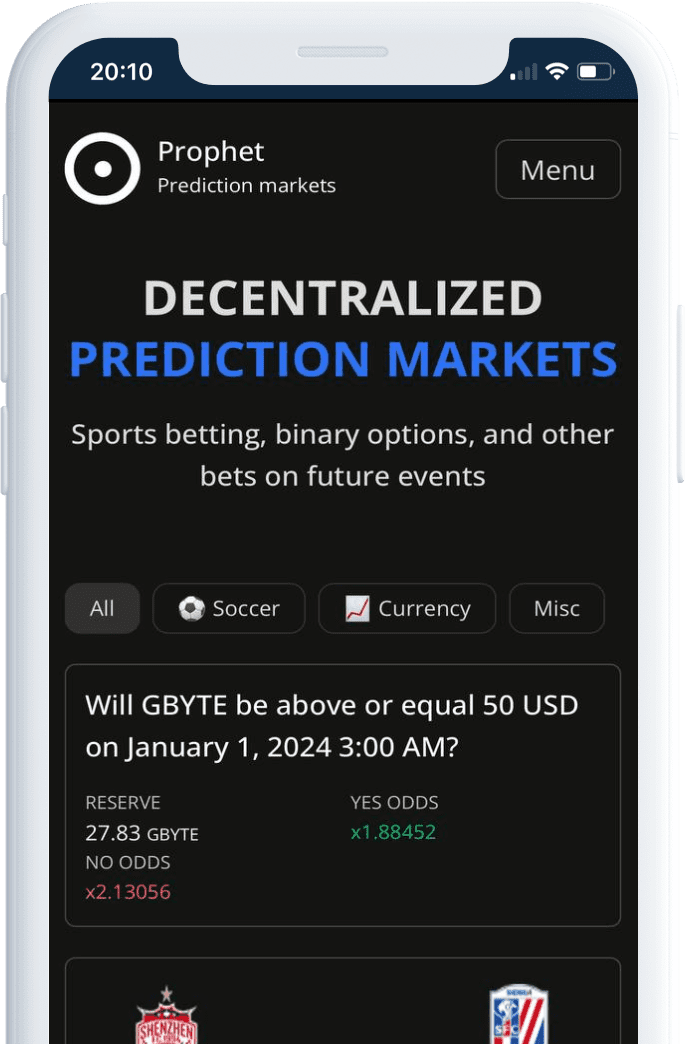 20:10
Prophet
Prediction markets
Menu
DECENTRALIZED
PREDICTION MARKETS
Sports betting, binary options, and other
bets on future events
All
Soccer
Currency
Misc
Will GBYTE be above or equal 50 USD
on January 1, 2024 3:00 AM?
RESERVE
27.83 GBYTE
YES ODDS
x1.88452
NO ODDS
x2.13056
SHENZHEN
SHENHUA
SFC